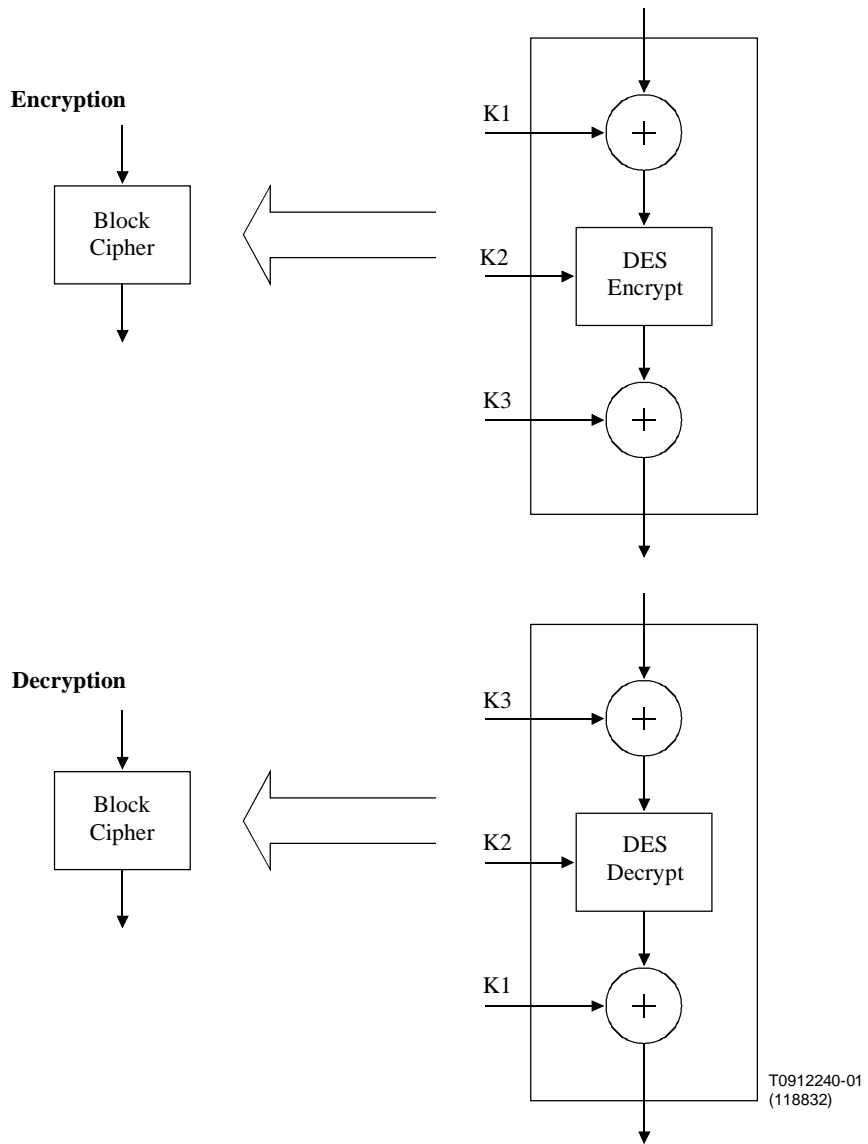 Encryption
Block
Cipher
K1
+
K2
DES
Encrypt
K3
+
Decryption
Block
Cipher
K3
+
K2
DES
Decrypt
K1
+
T0912240-01
(118832)